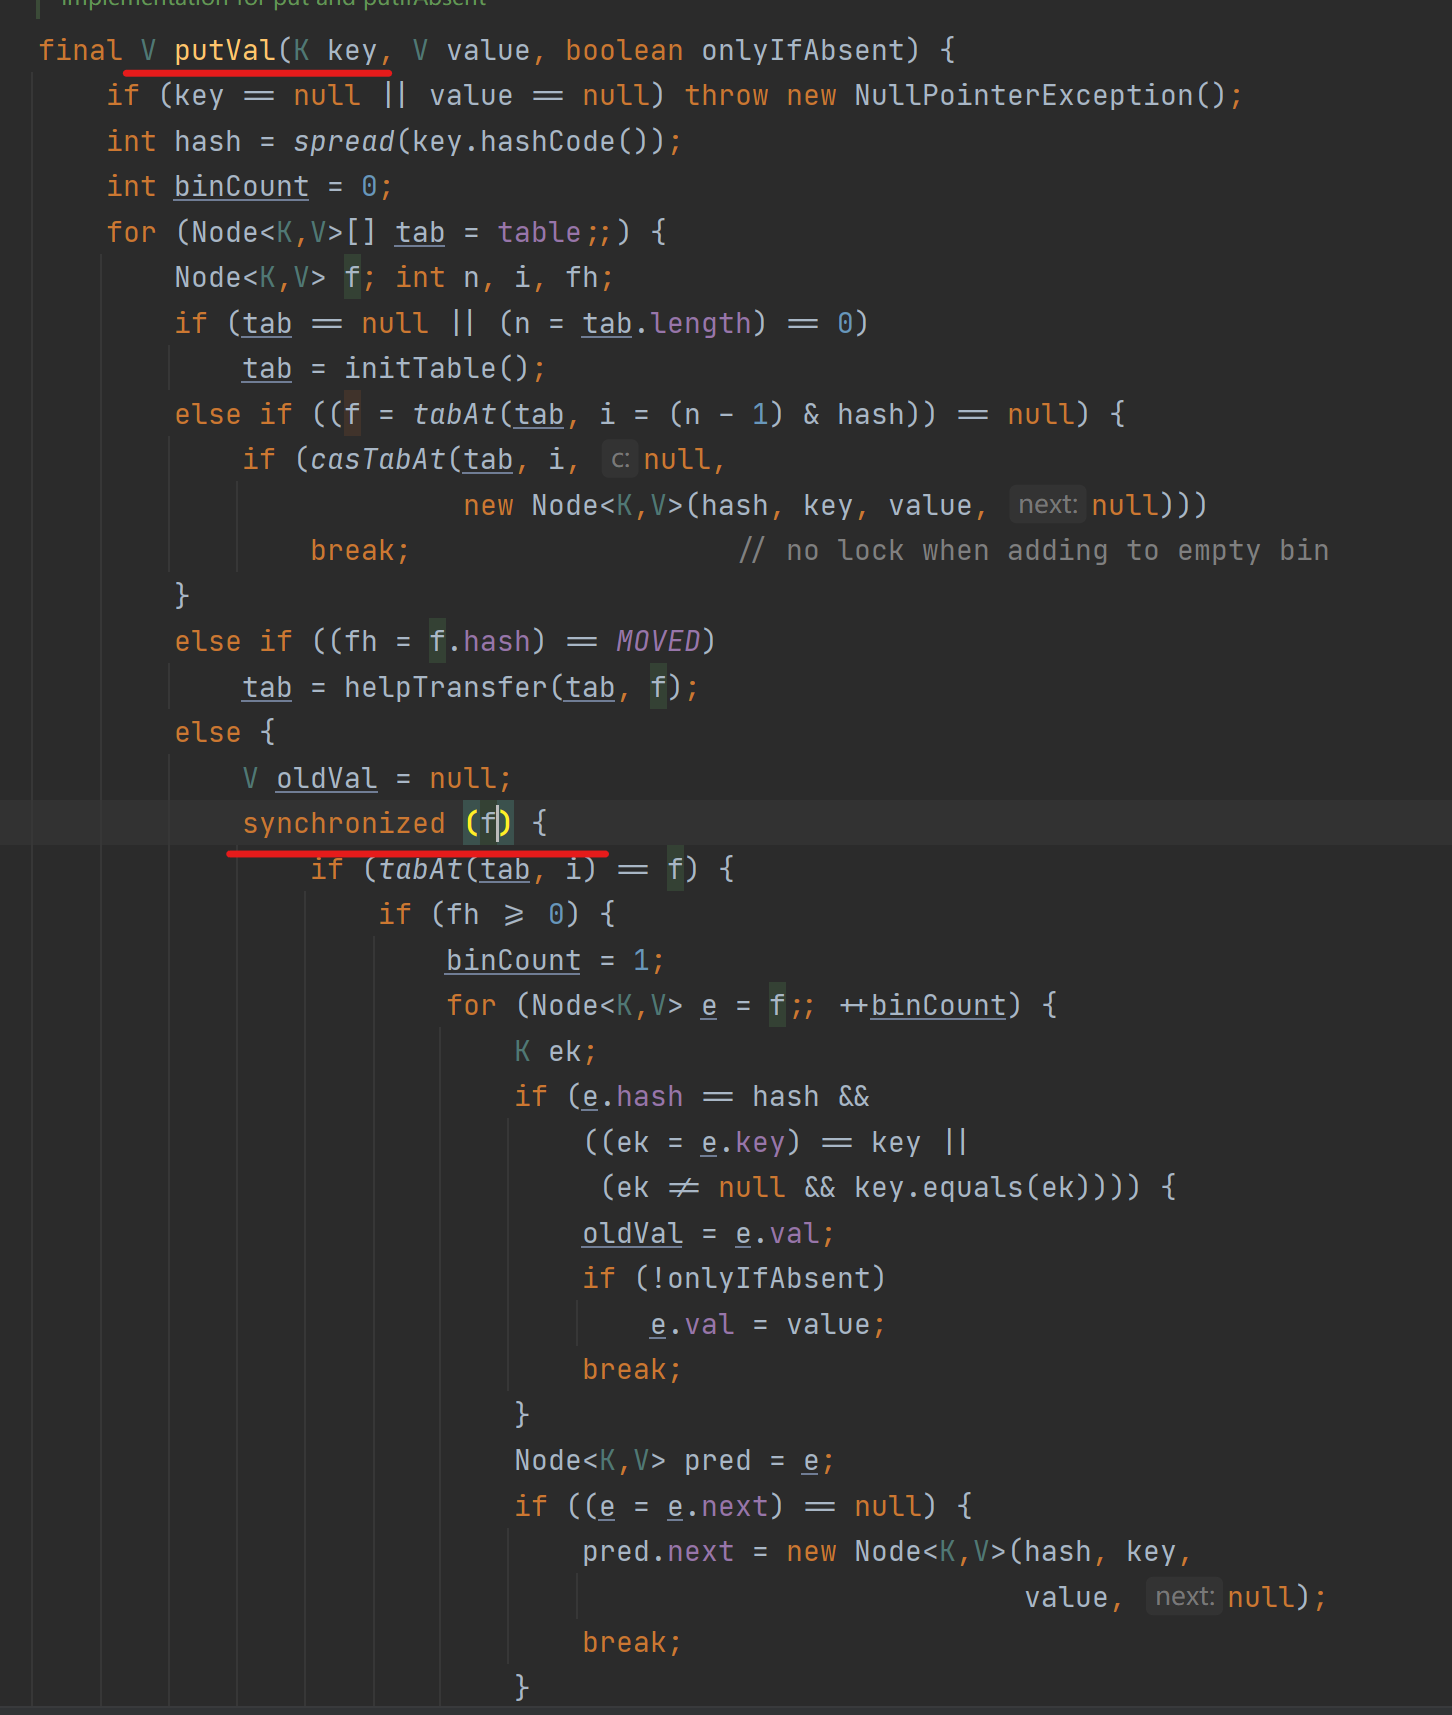 Implementation for put and putIfAbsent
final V putVal(K key, V value, boolean onlyIfAbsent) {
if (key == null || value == null) throw new NullPointerException();
int hash = spread(key.hashCode());
int binCount = 0;
for (Node<K,V>[] tab = table;;) {
Node<K,V> f; int n, i, fh;
if (tab == null || (n = tab.length) == 0)
tab = initTable();
else if ((f = tabAt(tab, i = (n - 1) & hash)) == null) {
if (casTabAt(tab, i, c: null,
new Node<K,V>(hash, key, value, next: null)))
break; // no lock when adding to empty bin
}
else if ((fh = f.hash) == MOVED)
tab = helpTransfer(tab, f);
else {
V oldVal = null;
synchronized (f) {
if (tabAt(tab, i) == f) {
if (fh >= 0) {
binCount = 1;
for (Node<K,V> e = f;; ++binCount) {
K ek;
if (e.hash == hash &&
((ek = e.key) == key ||
(ek != null && key.equals(ek)))) {
oldVal = e.val;
if (!onlyIfAbsent)
e.val = value;
break;
}
Node<K,V> pred = e;
if ((e = e.next) == null) {
pred.next = new Node<K,V>(hash, key,
value, next: null);
break;
}